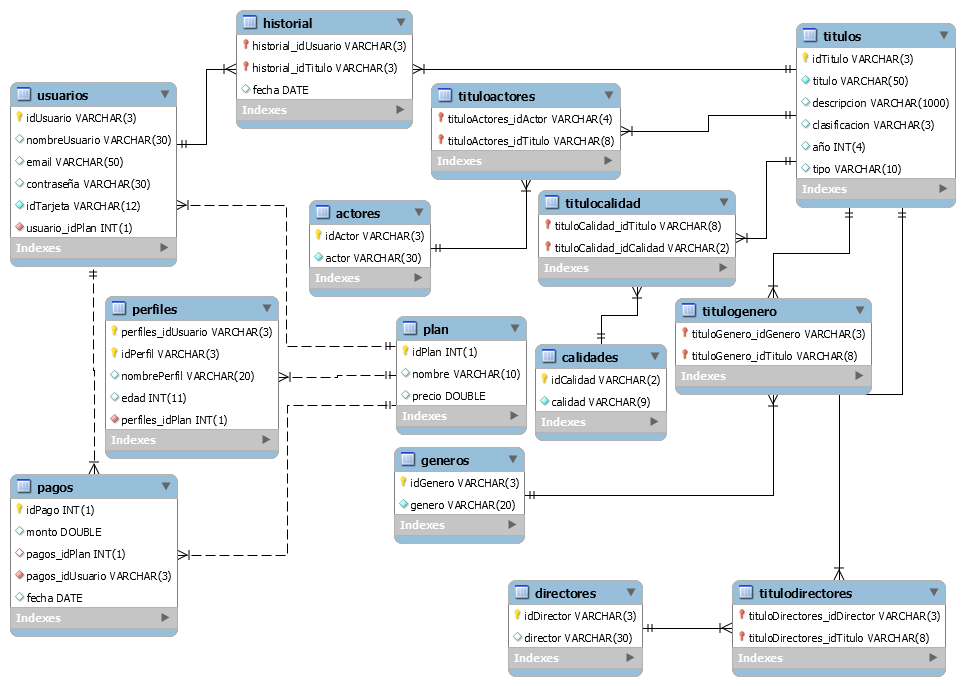 historial
historial_idUsuario VARCHAR(3)
historial_idTitulo VARCHAR(3)
fecha DATE
Indexes
titulos
idTitulo VARCHAR(3)
titulo VARCHAR(50)
descripcion VARCHAR(1000)
clasificacion VARCHAR(3)
año INT(4)
tipo VARCHAR(10)
Indexes
usuarios
idUsuario VARCHAR(3)
nombreUsuario VARCHAR(30)
email VARCHAR(50)
contraseña VARCHAR(30)
idTarjeta VARCHAR(12)
usuario_idPlan INT(1)
Indexes
tituloactores
tituloActores_idActor VARCHAR(4)
tituloActores_idTitulo VARCHAR(8)
Indexes
actores
idActor VARCHAR(3)
actor VARCHAR(30)
Indexes
titulocalidad
tituloCalidad_idTitulo VARCHAR(8)
tituloCalidad_idCalidad VARCHAR(2)
Indexes
perfiles
perfiles_idUsuario VARCHAR(3)
idPerfil VARCHAR(3)
nombrePerfil VARCHAR(20)
edad INT(11)
perfiles_idPlan INT(1)
Indexes
plan
idPlan INT(1)
nombre VARCHAR(10)
precio DOUBLE
Indexes
calidades
idCalidad VARCHAR(2)
calidad VARCHAR(9)
Indexes
titulogenero
tituloGenero_idGenero VARCHAR(3)
tituloGenero_idTitulo VARCHAR(8)
Indexes
generos
idGenero VARCHAR(3)
genero VARCHAR(20)
Indexes
pagos
idPago INT(1)
monto DOUBLE
pagos_idPlan INT(1)
pagos_idUsuario VARCHAR(3)
fecha DATE
Indexes
directores
idDirector VARCHAR(3)
director VARCHAR(30)
Indexes
titulodirectores
tituloDirectores_idDirector VARCHAR(3)
tituloDirectores_idTitulo VARCHAR(8)
Indexes